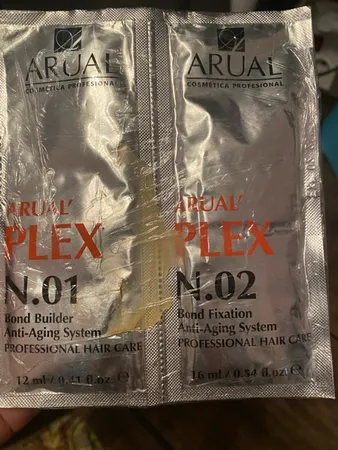 ARUAL
COSMETICA PROFESIONAL
ARUAL'
PLEX
N.01
Bond Builder
Anti-Aging System
PROFESSIONAL HAIR CARE
12 ml / 0.41 fl.oz. ℮
ARUAL
COSMETICA PROFESIONAL
ARUAL'
PLEX
N.02
Bond Fixation
Anti-Aging System
PROFESSIONAL HAIR CARE
16 ml / 0.54 fl.oz. ℮